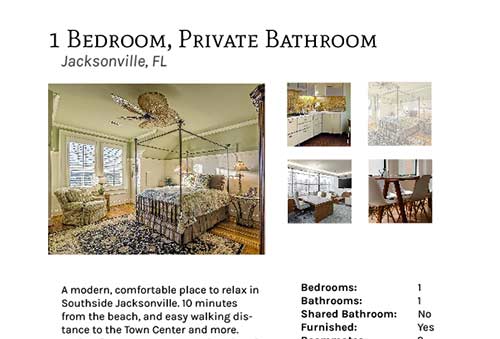 1 Bedroom, Private Bathroom
Jacksonville, FL
A modern, comfortable place to relax in
Southside Jacksonville. 10 minutes
from the beach, and easy walking dis-
tance to the Town Center and more.
Bedrooms: 1
Bathrooms: 1
Shared Bathroom: No
Furnished: Yes